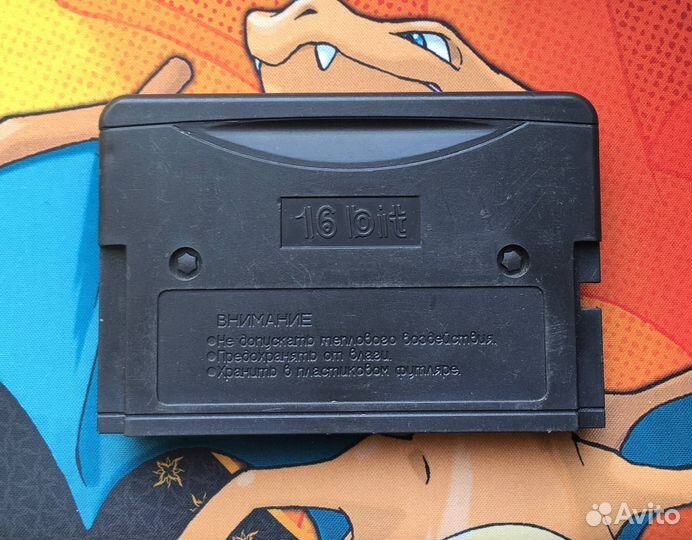 16 bit
ВНИМАНИЕ
●Не допускать теплового воздействия.
●Предохранять от влаги.
●Хранить в пластиковом футляре.
Avito